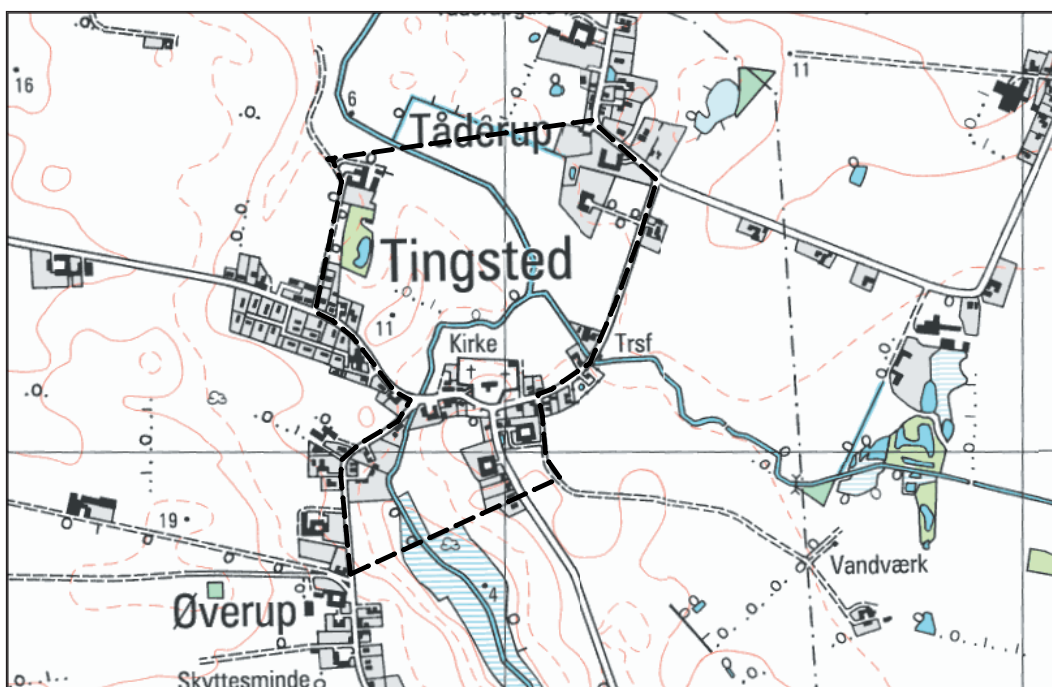 16
6
11
Tåderup
Tingsted
11
Kirke
Trsf
19
4
Vandværk
Øverup
Skyttesminde